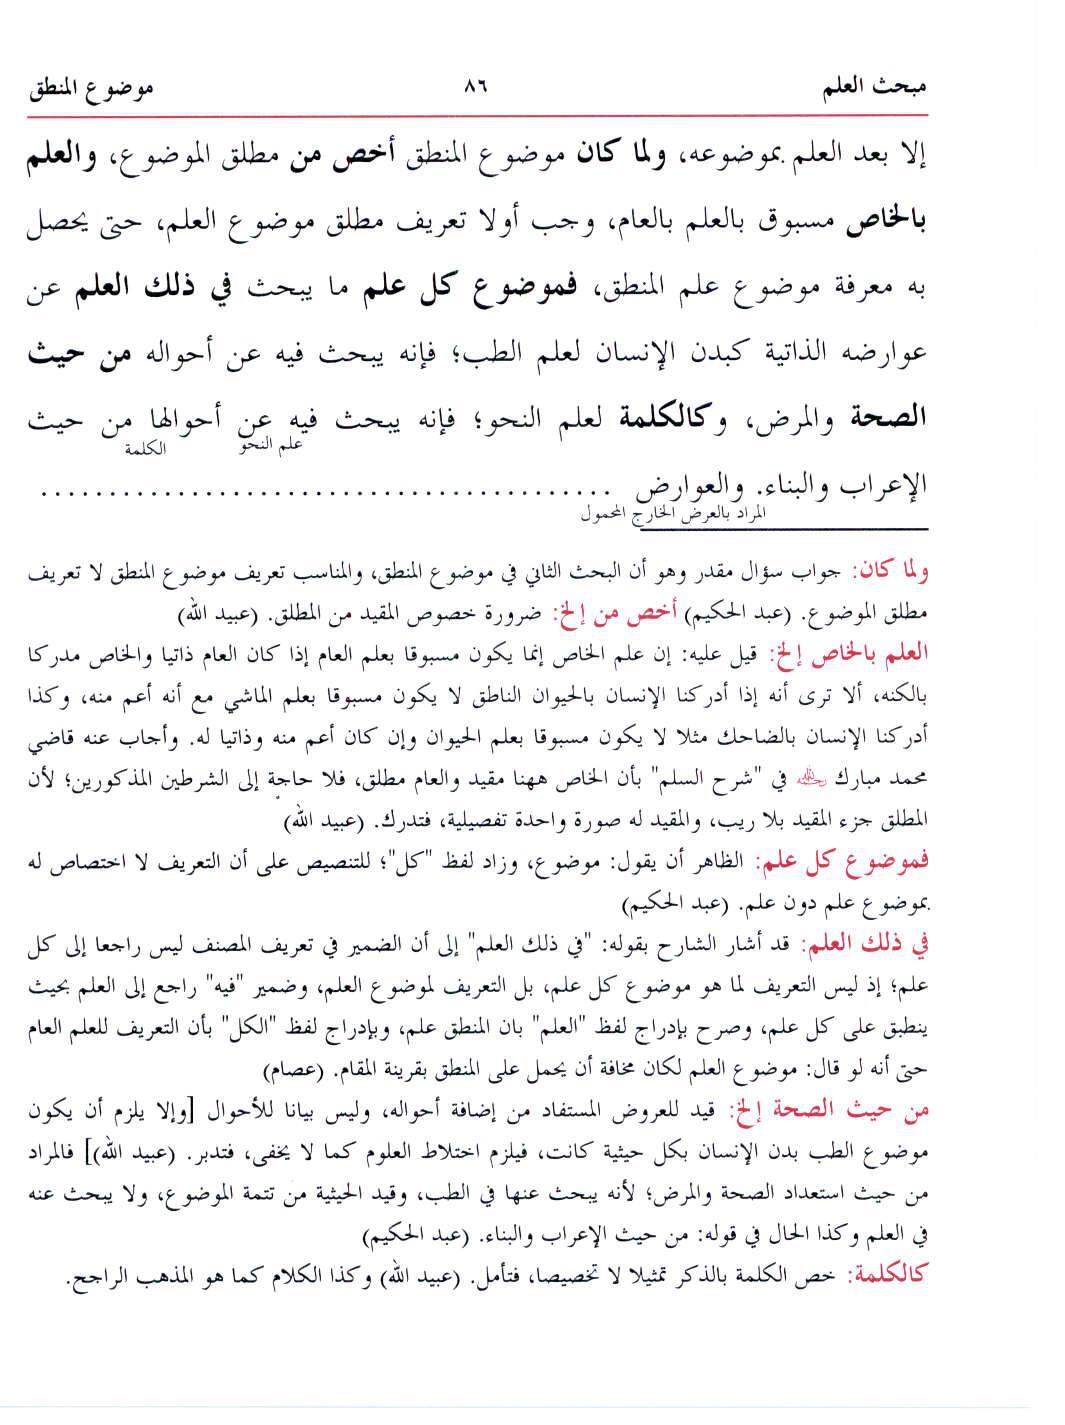 مبحث العلم ٨٦ موضوع المنطق
إلا بعد العلم بموضوعه، ولما كان موضوع المنطق أخص من مطلق الموضوع، والعلم
بالخاص مسبوق بالعلم بالعام، وجب أولا تعريف مطلق موضوع العلم، حتى يحصل
به معرفة موضوع علم المنطق، فموضوع كل علم ما يبحث في ذلك العلم عن
عوارضه الذاتية كبدن الإنسان لعلم الطب؛ فإنه يبحث فيه عن أحواله من حيث
الصحة والمرض، وكالكلمة لعلم النحو؛ فإنه يبحث فيه عن أحوالها من حيث
علم النحو الكلمة
الإعراب والبناء. والعوارض ..........................................
المراد بالعرض الخارج المحمول
ولما كان: جواب سؤال مقدر وهو أن البحث الثاني في موضوع المنطق، والمناسب تعريف موضوع المنطق لا تعريف
مطلق الموضوع. (عبد الحكيم) أخص من إلخ: ضرورة خصوص المقيد من المطلق. (عبيد الله)
العلم بالخاص إلخ: قيل عليه: إن علم الخاص إنما يكون مسبوقا بعلم العام إذا كان العام ذاتيا والخاص مدركا
بالكنه، ألا ترى أنه إذا أدركنا الإنسان بالحيوان الناطق لا يكون مسبوقا بعلم الماشي مع أنه أعم منه، وكذا
أدركنا الإنسان بالضاحك مثلا لا يكون مسبوقا بعلم الحيوان وإن كان أعم منه وذاتيا له. وأجاب عنه قاضي
محمد مبارك رحمه الله في "شرح السلم" بأن الخاص ههنا مقيد والعام مطلق، فلا حاجة إلى الشرطين المذكورين؛ لأن
المطلق جزء المقيد بلا ريب، والمقيد له صورة واحدة تفصيلية، فتدرك. (عبيد الله)
فموضوع كل علم: الظاهر أن يقول: موضوع، وزاد لفظ "كل"؛ للتنصيص على أن التعريف لا اختصاص له
بموضوع علم دون علم. (عبد الحكيم)
في ذلك العلم: قد أشار الشارح بقوله: "في ذلك العلم" إلى أن الضمير في تعريف المصنف ليس راجعا إلى كل
علم؛ إذ ليس التعريف لما هو موضوع كل علم، بل التعريف لموضوع العلم، وضمير "فيه" راجع إلى العلم بحيث
ينطبق على كل علم، وصرح بإدراج لفظ "العلم" بان المنطق علم، وبإدراج لفظ "الكل" بأن التعريف للعلم العام
حتى أنه لو قال: موضوع العلم لكان مخافة أن يحمل على المنطق بقرينة المقام. (عصام)
من حيث الصحة إلخ: قيد للعروض المستفاد من إضافة أحواله، وليس بيانا للأحوال [وإلا يلزم أن يكون
موضوع الطب بدن الإنسان بكل حيثية كانت، فيلزم اختلاط العلوم كما لا يخفى، فتدبر. (عبيد الله)] فالمراد
من حيث استعداد الصحة والمرض؛ لأنه يبحث عنها في الطب، وقيد الحيثية من تتمة الموضوع، ولا يبحث عنه
في العلم وكذا الحال في قوله: من حيث الإعراب والبناء. (عبد الحكيم)
كالكلمة: خص الكلمة بالذكر تمثيلا لا تخصيصا، فتأمل. (عبيد الله) وكذا الكلام كما هو المذهب الراجح.